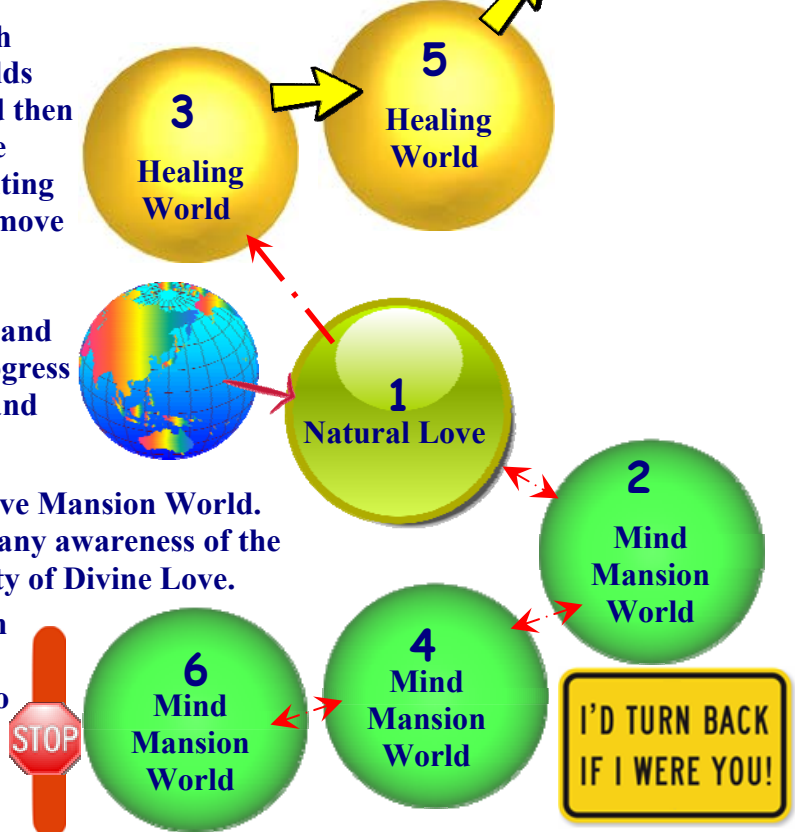 h
lds
then
e
ting
move
and
gress
and
ve Mansion World.
any awareness of the
ty of Divine Love.
3
Healing
World
5
Healing
World
1
Natural Love
2
Mind
Mansion
World
4
Mind
Mansion
World
6
Mind
Mansion
World
STOP
I'D TURN BACK
IF I WERE YOU!